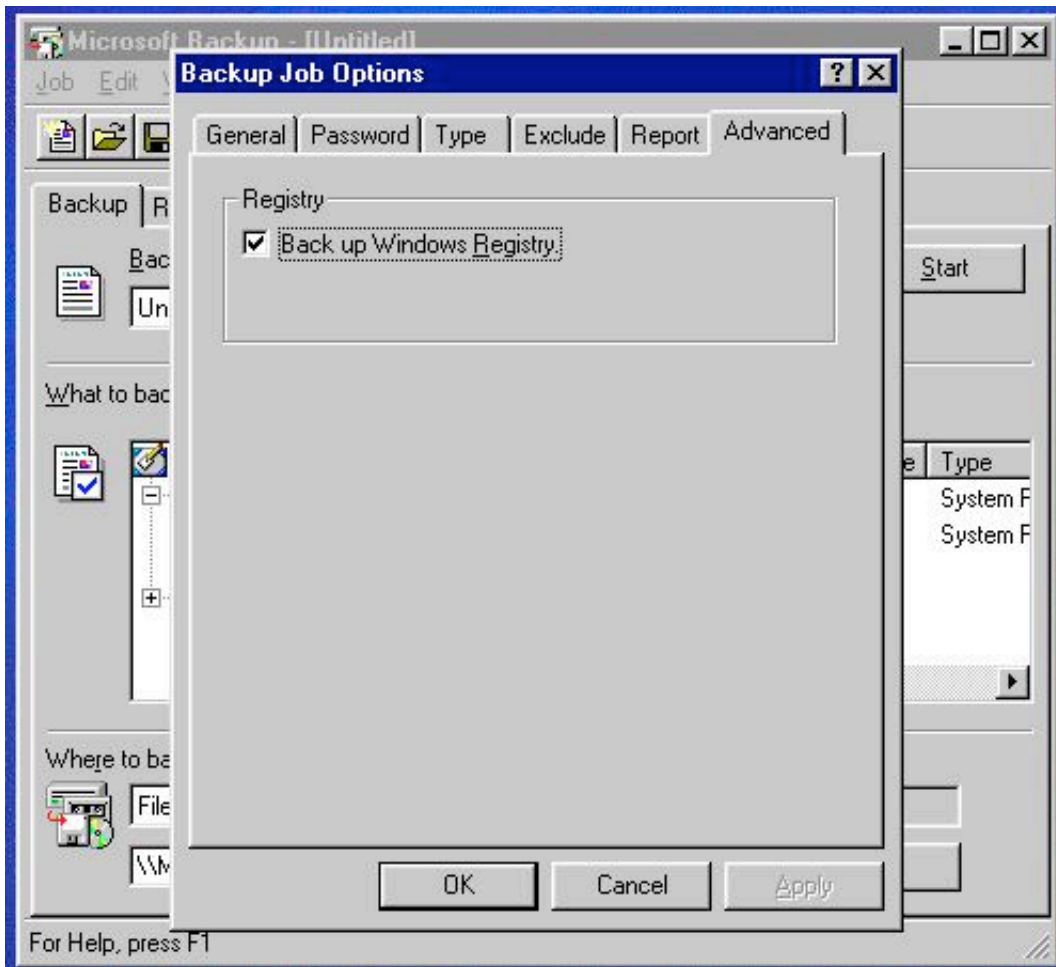 Microsoft Backup - [Untitled]
Job Edit
Backup Job Options
General Password Type Exclude Report Advanced
Backup
Registry
Back up Windows Registry.
Start
What to bac
Type
System F
System F
Where to ba
File
\\M
OK Cancel Apply
For Help, press F1